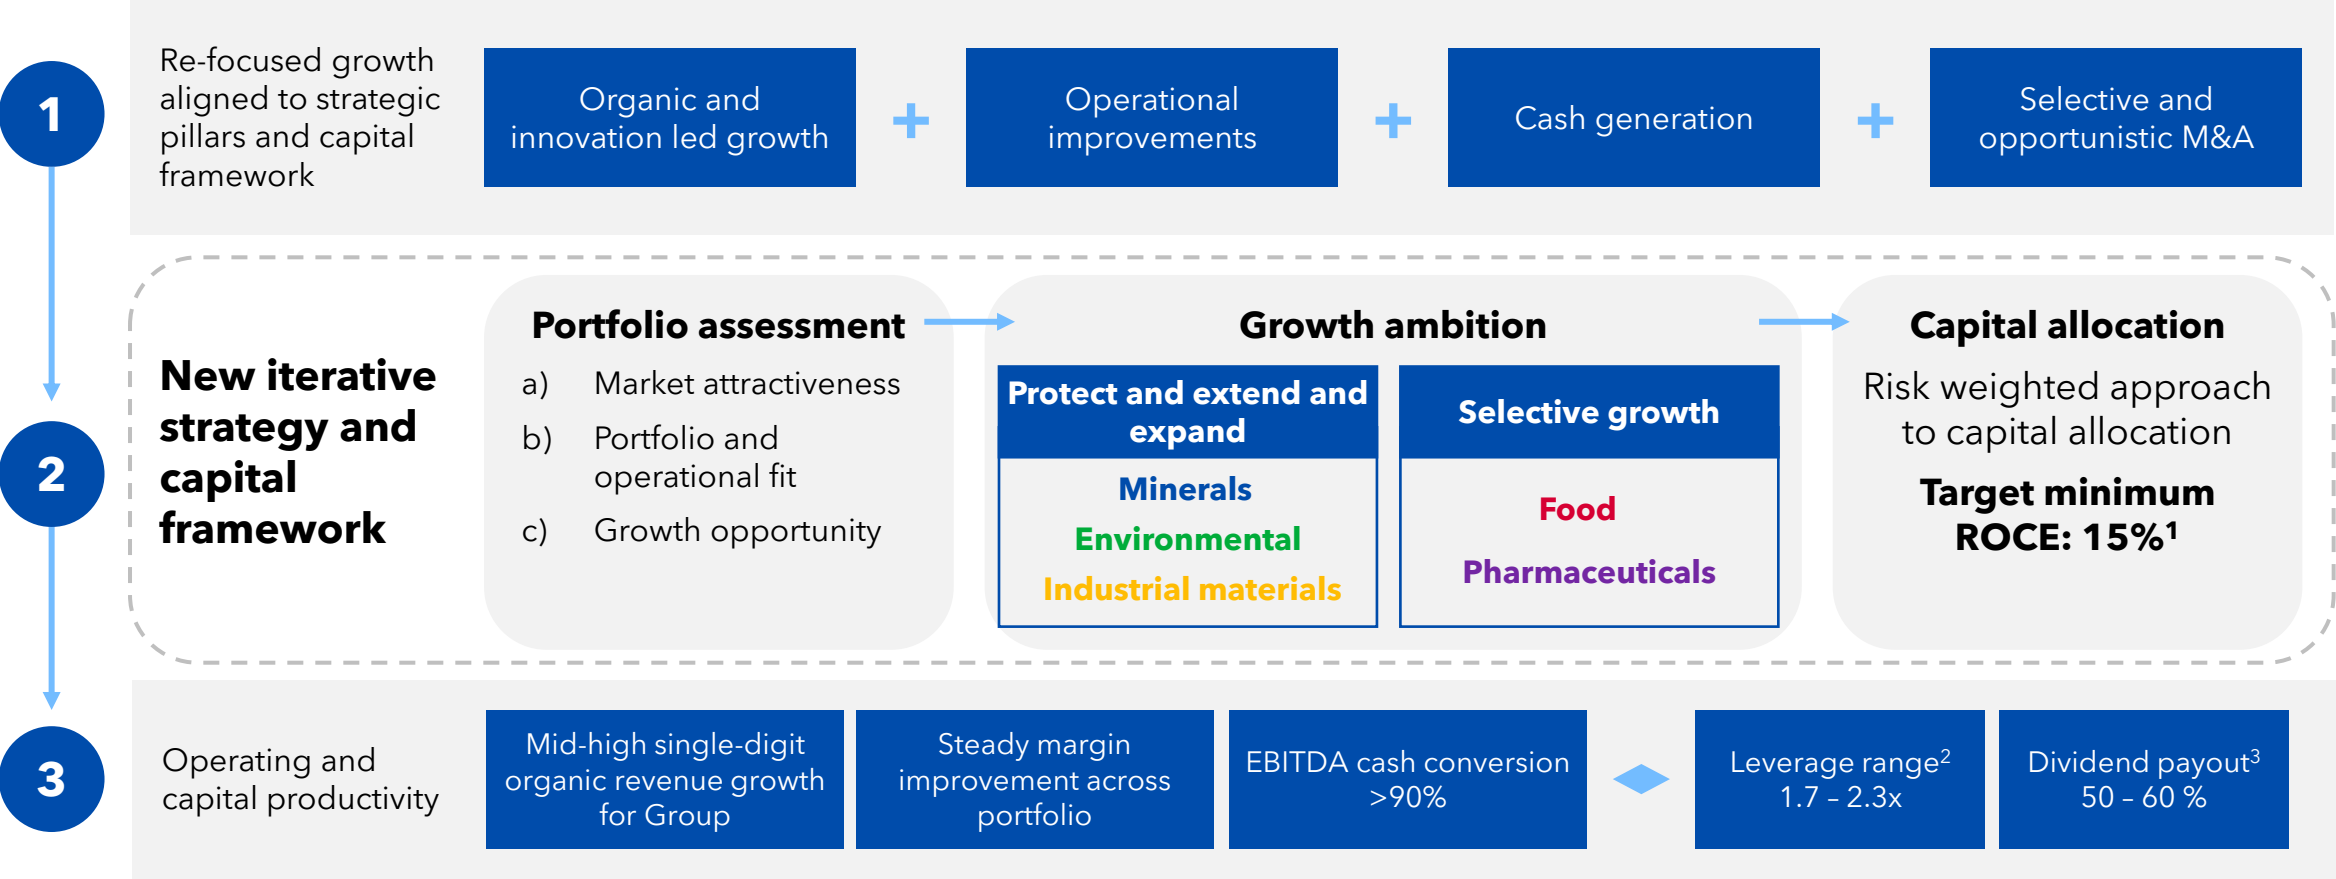 1
Re-focused growth
aligned to strategic
pillars and capital
framework
Organic and
innovation led growth
+
Operational
improvements
+
Cash generation
+
Selective and
opportunistic M&A
2
New iterative
strategy and
capital
framework
Portfolio assessment
a) Market attractiveness
b) Portfolio and
operational fit
c) Growth opportunity
Growth ambition
Protect and extend and
expand
Minerals
Environmental
Industrial materials
Selective growth
Food
Pharmaceuticals
Capital allocation
Risk weighted approach
to capital allocation
Target minimum
ROCE: 15%¹
3
Operating and
capital productivity
Mid-high single-digit
organic revenue growth
for Group
Steady margin
improvement across
portfolio
EBITDA cash conversion
>90%
Leverage range²
1.7 – 2.3x
Dividend payout³
50 – 60 %